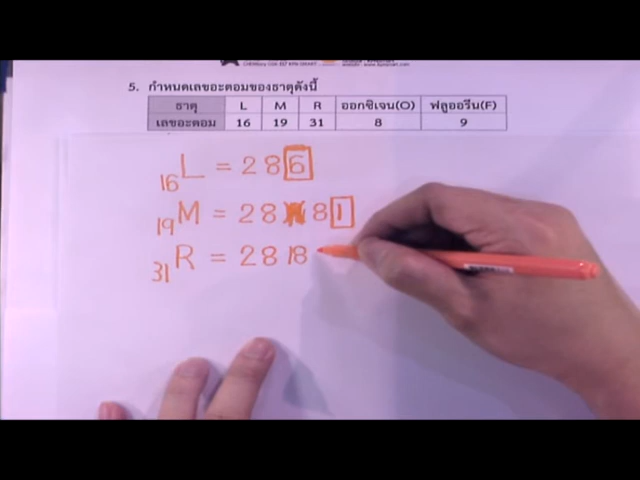 5. กำหนดเลขอะตอมของธาตุดังนี้
ธาตุ L M R ออกซิเจน(O) ฟลูออรีน(F)
เลขอะตอม 16 19 31 8 9
16L = 2 8 6
19M = 2 8 8 1
31R = 2 8 18